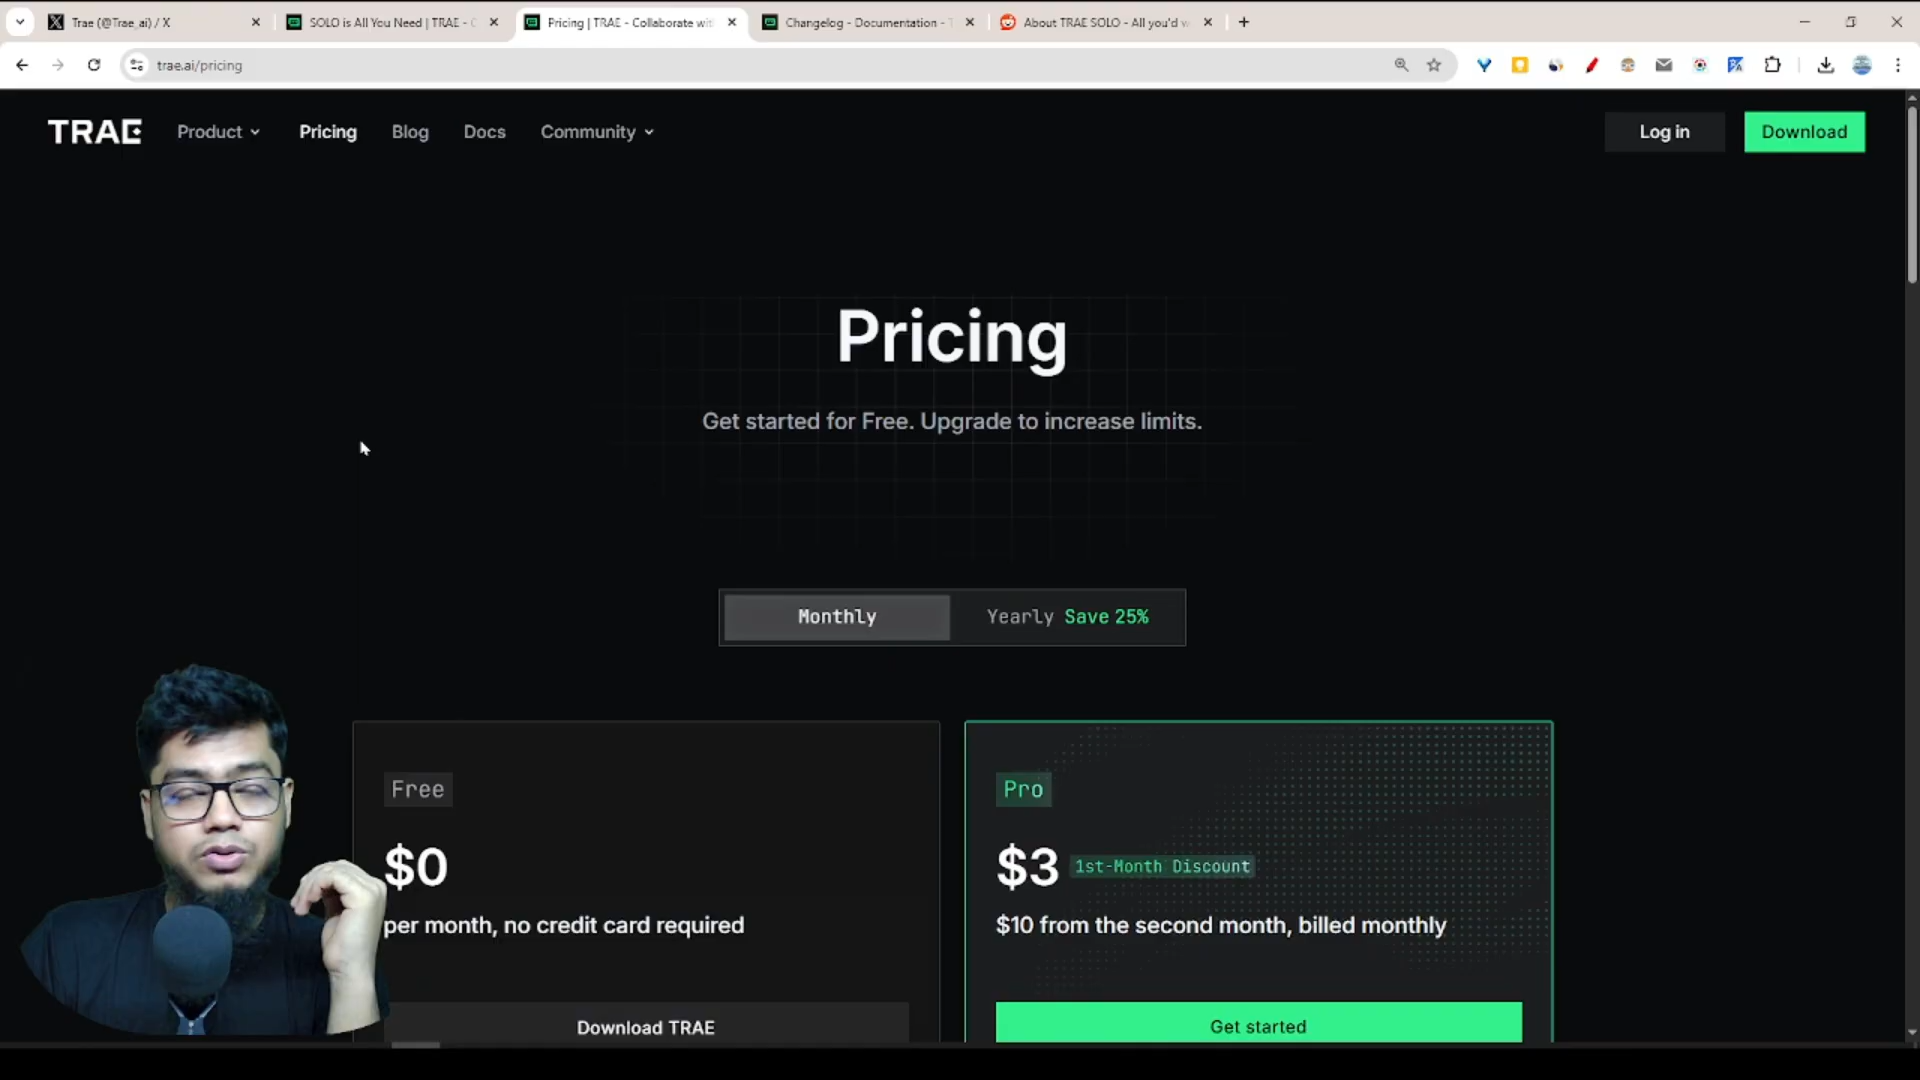 Trae (@Trae_ai) / X
SOLO is All You Need | TRAE - C
Pricing | TRAE - Collaborate wit
Changelog - Documentation - T
About TRAE SOLO - All you'd w
trae.ai/pricing
TRAE
Product
Pricing
Blog
Docs
Community
Log in
Download
Pricing
Get started for Free. Upgrade to increase limits.
Monthly
Yearly Save 25%
Free
$0
per month, no credit card required
Download TRAE
Pro
$3 1st-Month Discount
$10 from the second month, billed monthly
Get started